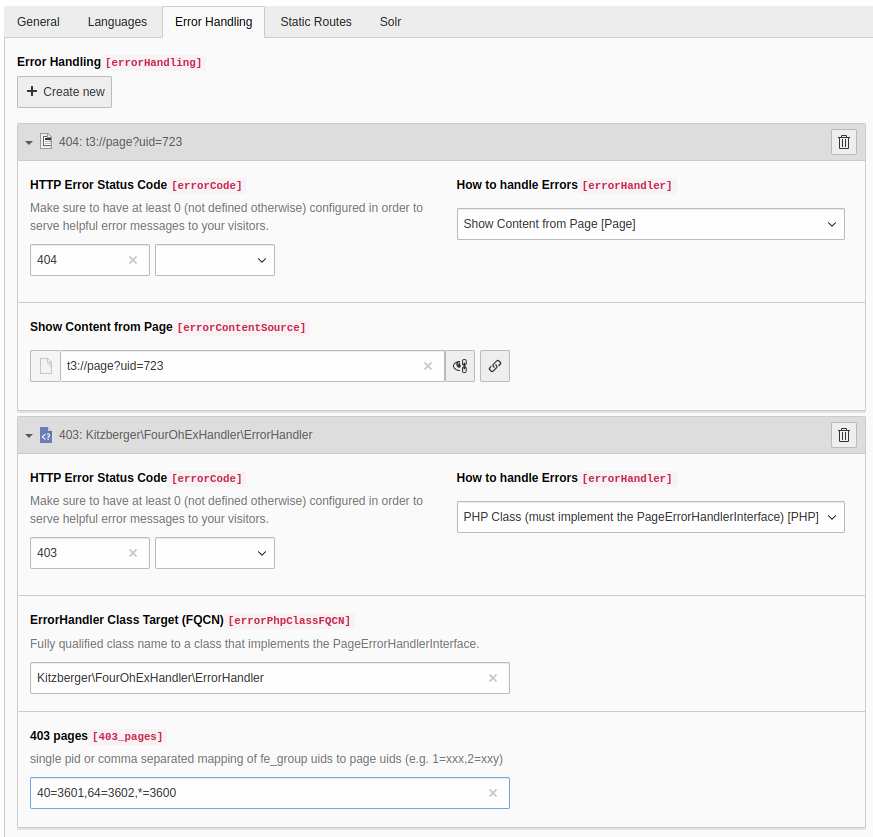 General Languages Error Handling Static Routes Solr
Error Handling [errorHandling]
+ Create new
404: t3://page?uid=723
HTTP Error Status Code [errorCode]
How to handle Errors [errorHandler]
Make sure to have at least 0 (not defined otherwise) configured in order to
serve helpful error messages to your visitors.
Show Content from Page [Page]
404
Show Content from Page [errorContentSource]
t3://page?uid=723
403: Kitzberger\FourOhExHandler\ErrorHandler
HTTP Error Status Code [errorCode]
How to handle Errors [errorHandler]
Make sure to have at least 0 (not defined otherwise) configured in order to
serve helpful error messages to your visitors.
PHP Class (must implement the PageErrorHandlerInterface) [PHP]
403
ErrorHandler Class Target (FQCN) [errorPhpClassFQCN]
Fully qualified class name to a class that implements the PageErrorHandlerInterface.
Kitzberger\FourOhExHandler\ErrorHandler
403 pages [403_pages]
single pid or comma separated mapping of fe_group uids to page uids (e.g. 1=xxx,2=xxy)
40=3601,64=3602,*=3600